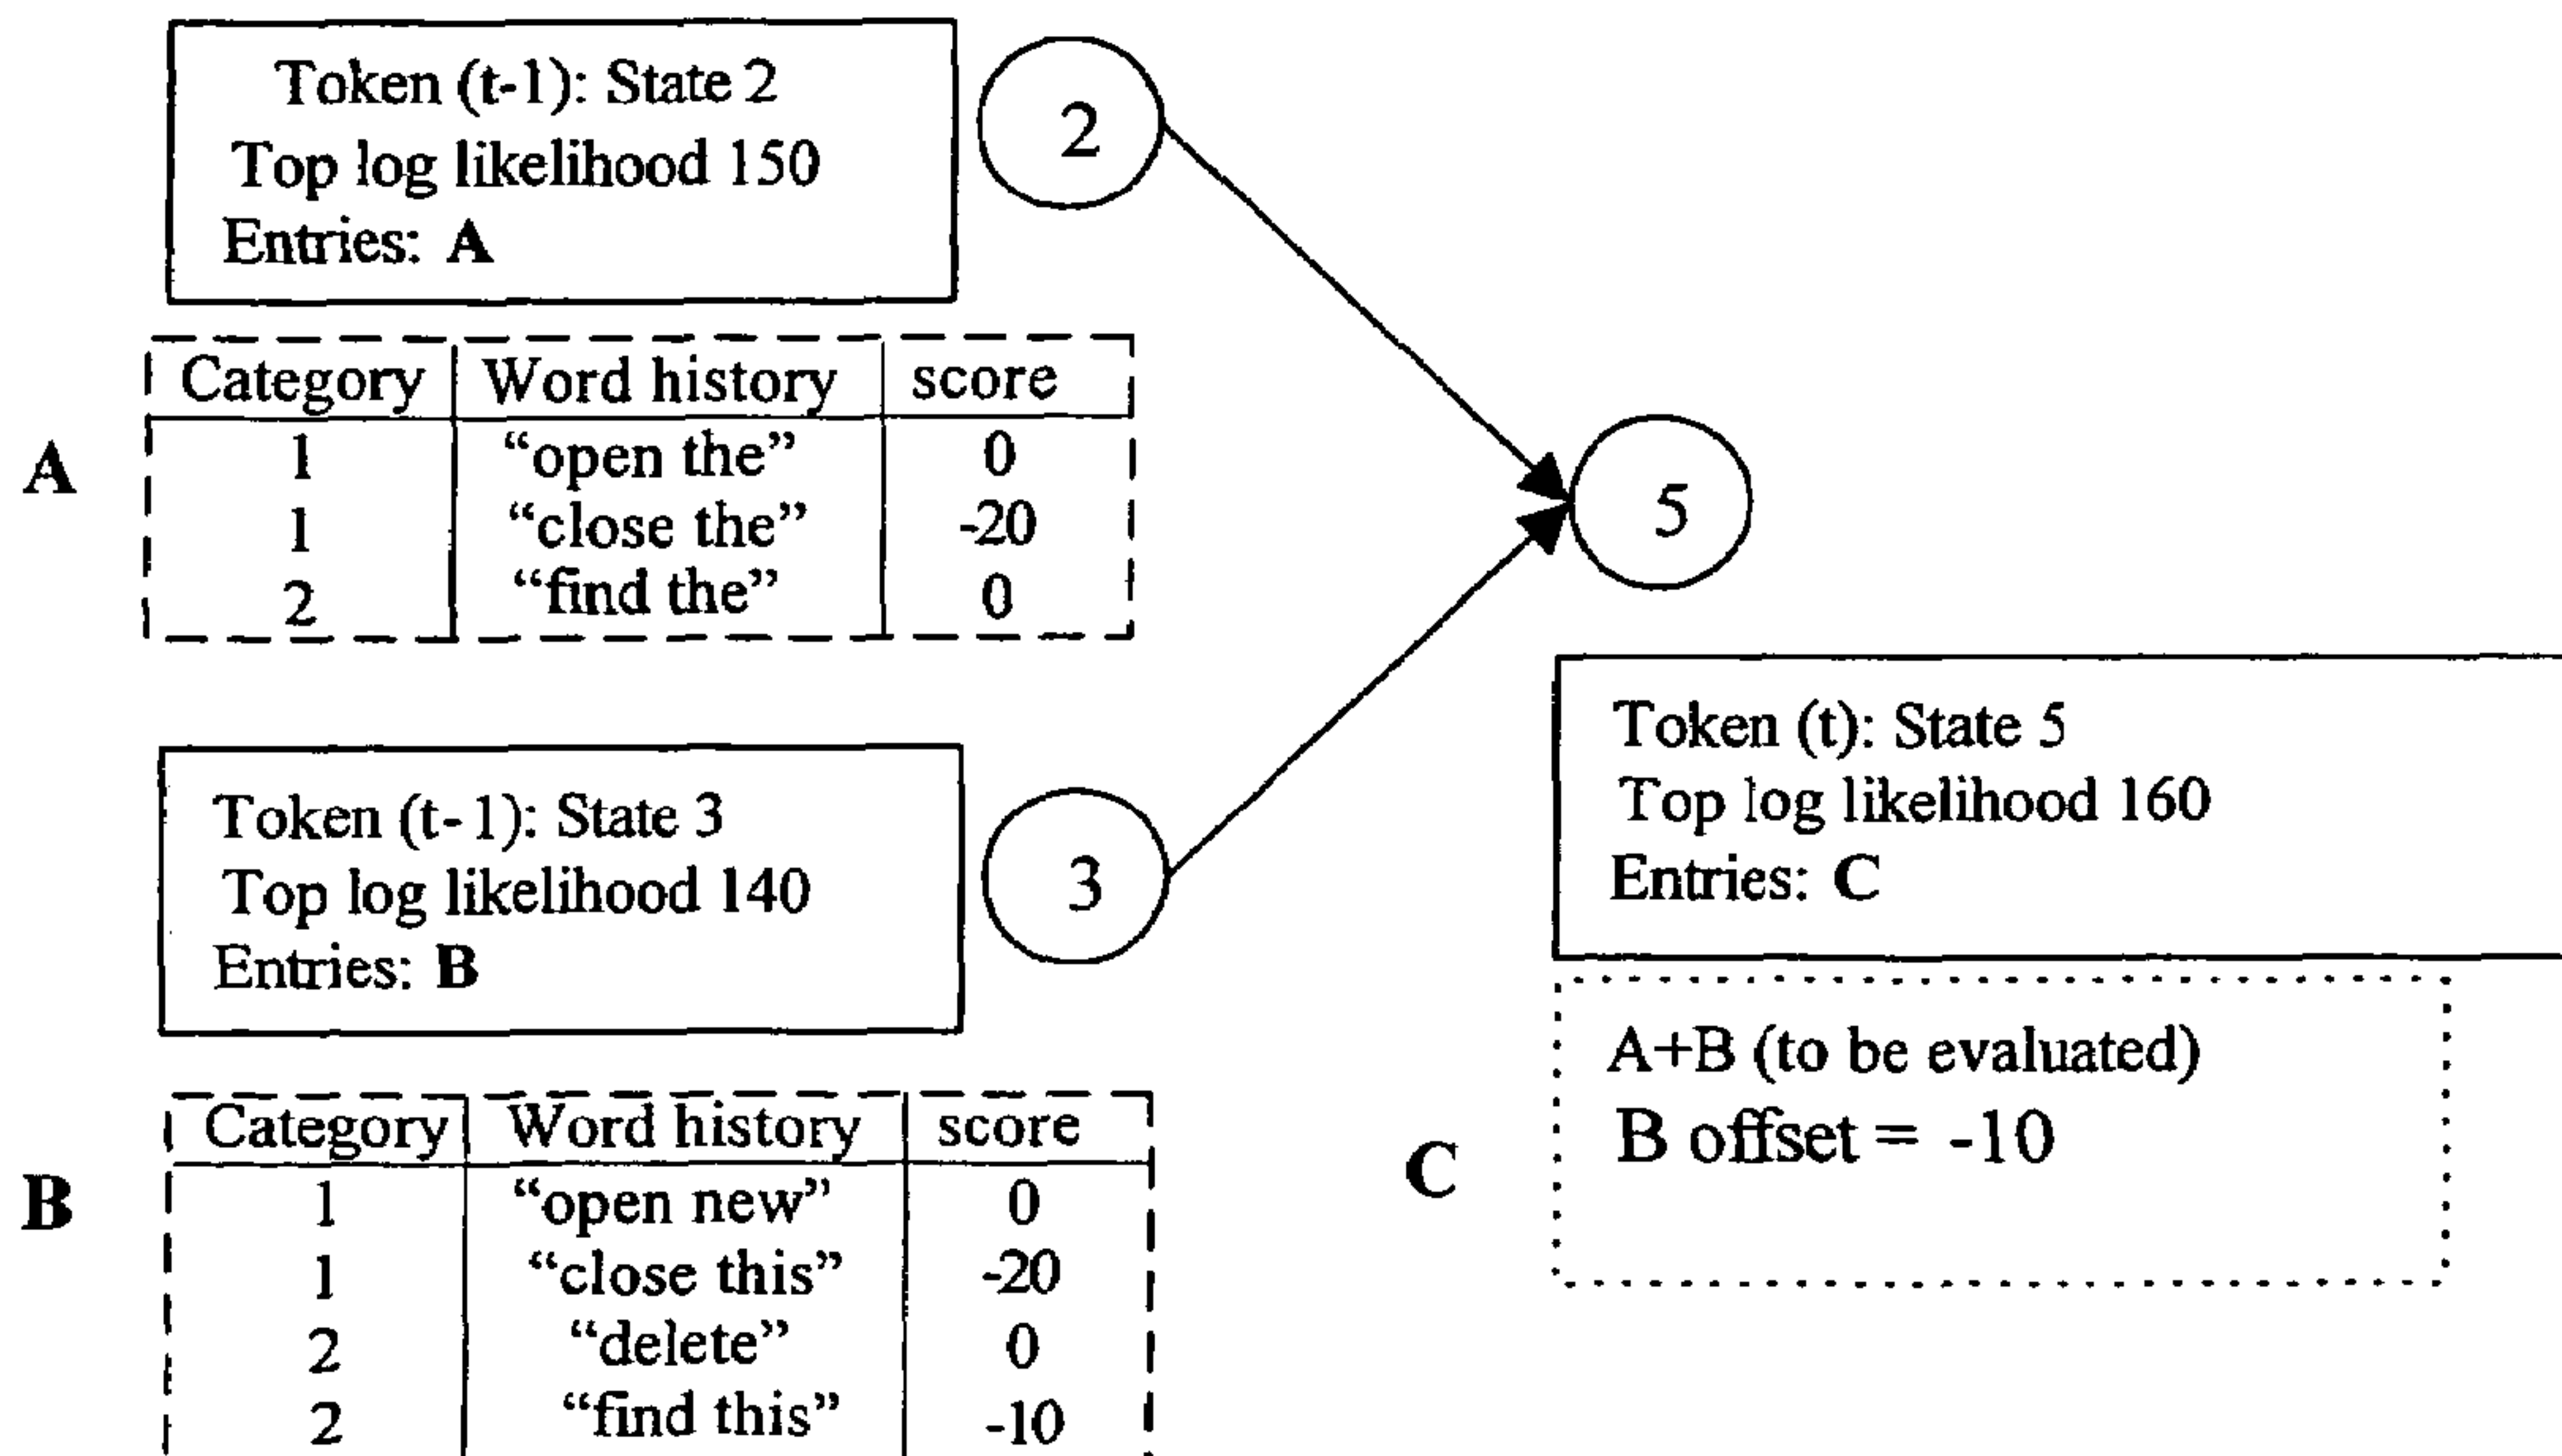 Token (t-1): State 2
Top log likelihood 150
Entries: A
2
A
Category Word history score
1 “open the” 0
1 “close the” -20
2 “find the” 0
5
Token (t-1): State 3
Top log likelihood 140
Entries: B
3
Token (t): State 5
Top log likelihood 160
Entries: C
B
Category Word history score
1 “open new” 0
1 “close this” -20
2 “delete” 0
2 “find this” -10
C
A+B (to be evaluated)
B offset = -10